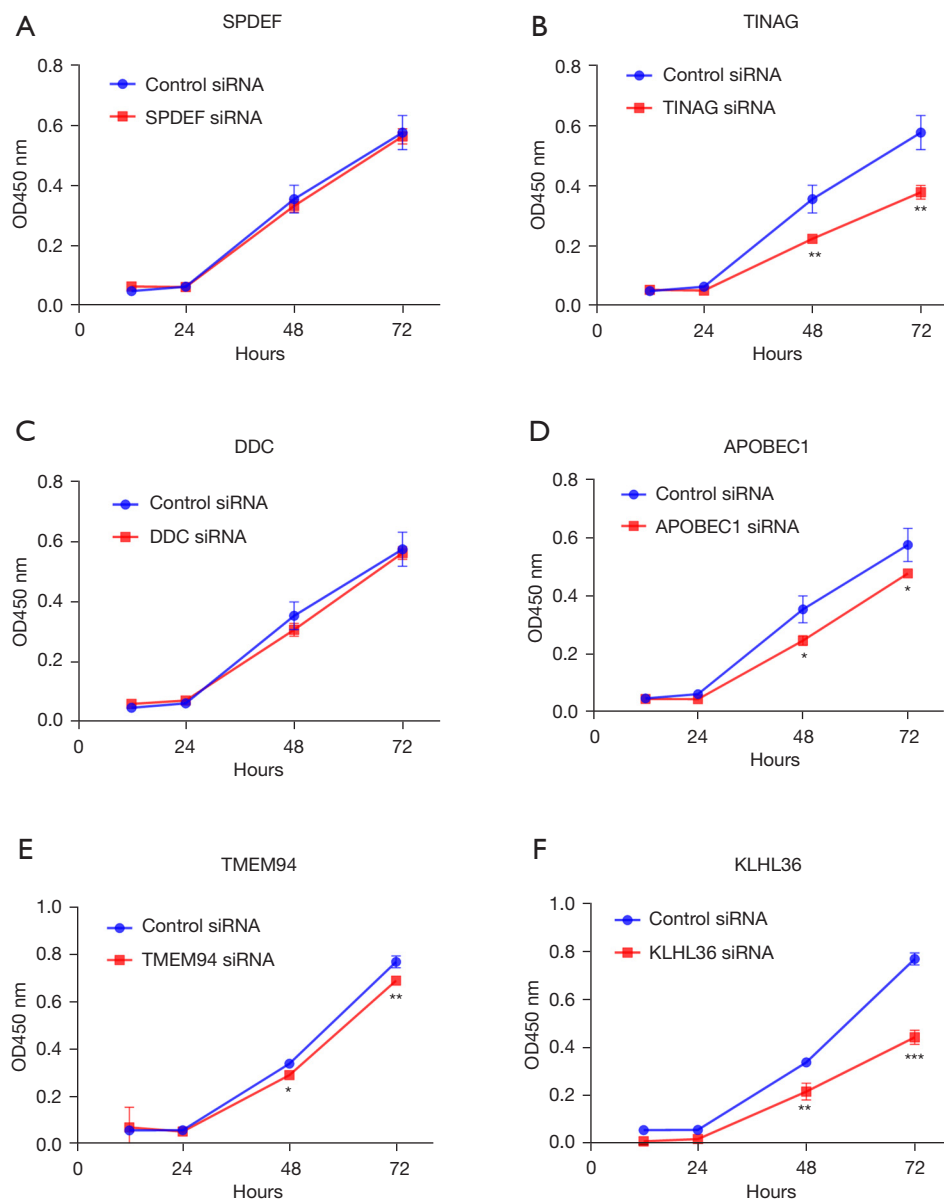 A
SPDEF
Control siRNA
SPDEF siRNA
OD450 nm
0.8
0.6
0.4
0.2
0.0
0 24 48 72
Hours
B
TINAG
Control siRNA
TINAG siRNA
OD450 nm
0.8
0.6
0.4
0.2
0.0
**
**
0 24 48 72
Hours
C
DDC
Control siRNA
DDC siRNA
OD450 nm
0.8
0.6
0.4
0.2
0.0
0 24 48 72
Hours
D
APOBEC1
Control siRNA
APOBEC1 siRNA
OD450 nm
0.8
0.6
0.4
0.2
0.0
*
*
0 24 48 72
Hours
E
TMEM94
Control siRNA
TMEM94 siRNA
OD450 nm
1.0
0.8
0.6
0.4
0.2
0.0
*
**
0 24 48 72
Hours
F
KLHL36
Control siRNA
KLHL36 siRNA
OD450 nm
1.0
0.8
0.6
0.4
0.2
0.0
**
***
0 24 48 72
Hours